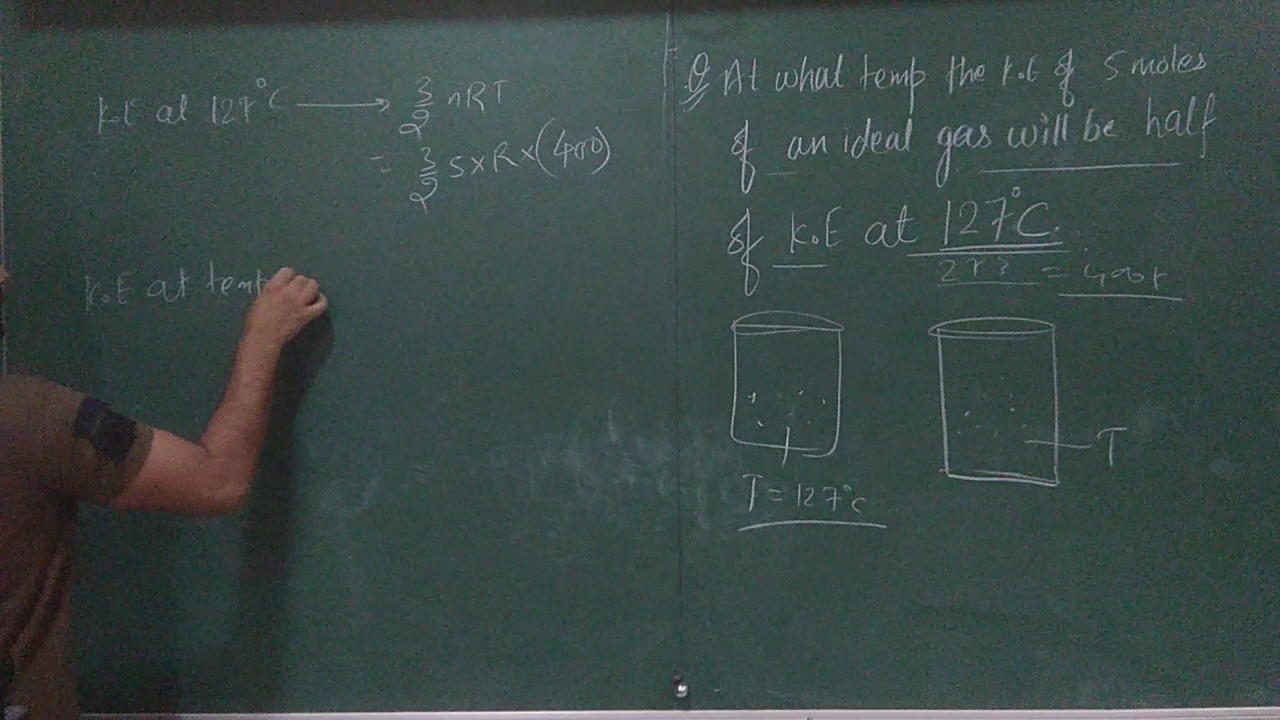 K.E at 127°C ⟶ 3/2 nRT
= 3/2 5×R×(400)
K.E at temp
Q At what temp the K.E of 5 moles
of an ideal gas will be half
of K.E at 127°C.
273 = 400K
T
T = 127°C